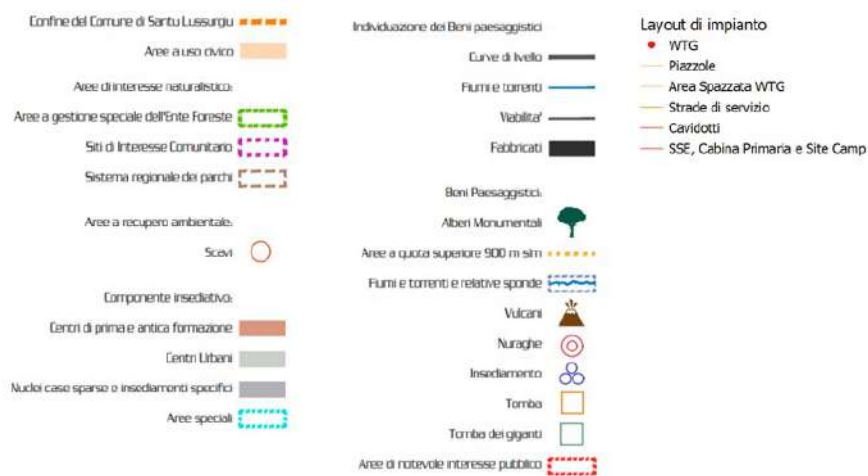 Confine del Comune di Santu Lussurgiu
Aree a uso civico
Aree di interesse naturalistico:
Aree a gestione speciale dell'Ente Foreste
Siti di Interesse Comunitario
Sistema regionale dei parchi
Aree a recupero ambientale:
Scavi
Componente insediativo:
Centri di prima e antica formazione
Centri Urbani
Nuclei case sparse e insediamenti specifici
Aree speciali
Individuazione dei Beni paesaggistici
Curve di livello
Fiumi e torrenti
Viabilita'
Fabbricati
Beni Paesaggistici:
Alberi Monumentali
Aree a quota superiore 900 m slm
Fiumi e torrenti e relative sponde
Vulcani
Nuraghe
Insediamento
Tomba
Tomba dei giganti
Aree di notevole interesse pubblico
Layout di impianto
WTG
Piazzole
Area Spazzata WTG
Strade di servizio
Cavidotti
SSE, Cabina Primaria e Site Camp